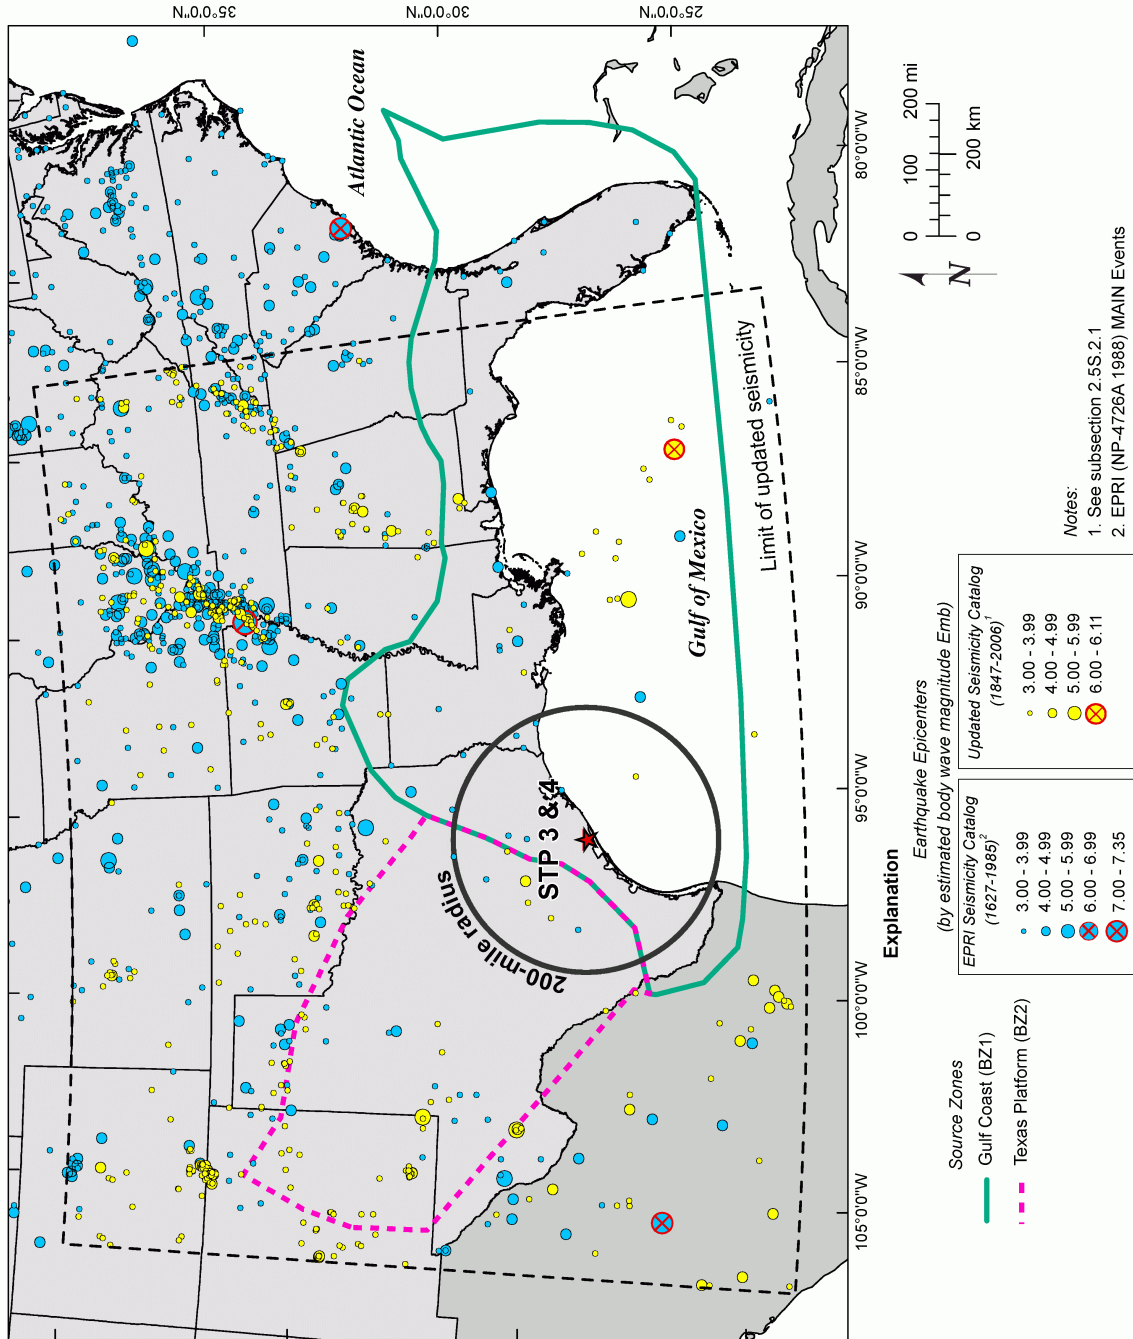 35°0'0"N
30°0'0"N
25°0'0"N
Atlantic Ocean
80°0'0"W
85°0'0"W
90°0'0"W
95°0'0"W
100°0'0"W
105°0'0"W
Gulf of Mexico
Limit of updated seismicity
STP 3 & 4
200-mile radius
0 100 200 mi
0 200 km
N
Explanation
Source Zones
Gulf Coast (BZ1)
Texas Platform (BZ2)
Earthquake Epicenters
(by estimated body wave magnitude Emb)
EPRI Seismicity Catalog
(1627-1985)²
3.00 - 3.99
4.00 - 4.99
5.00 - 5.99
6.00 - 6.99
7.00 - 7.35
Updated Seismicity Catalog
(1847-2006)¹
3.00 - 3.99
4.00 - 4.99
5.00 - 5.99
6.00 - 6.11
Notes:
1. See subsection 2.5S.2.1
2. EPRI (NP-4726A 1988) MAIN Events